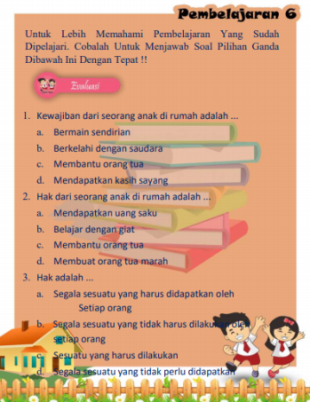 Pembelajaran 6
Untuk Lebih Memahami Pembelajaran Yang Sudah
Dipelajari. Cobalah Untuk Menjawab Soal Pilihan Ganda
Dibawah Ini Dengan Tepat !!
Evaluasi
1. Kewajiban dari seorang anak di rumah adalah ...
a. Bermain sendirian
b. Berkelahi dengan saudara
c. Membantu orang tua
d. Mendapatkan kasih sayang
2. Hak dari seorang anak di rumah adalah ...
a. Mendapatkan uang saku
b. Belajar dengan giat
c. Membantu orang tua
d. Membuat orang tua marah
3. Hak adalah ...
a. Segala sesuatu yang harus didapatkan oleh
Setiap orang
b. Segala sesuatu yang tidak harus dilakukan oleh
setiap orang
c. Sesuatu yang harus dilakukan
d. Segala sesuatu yang tidak perlu didapatkan